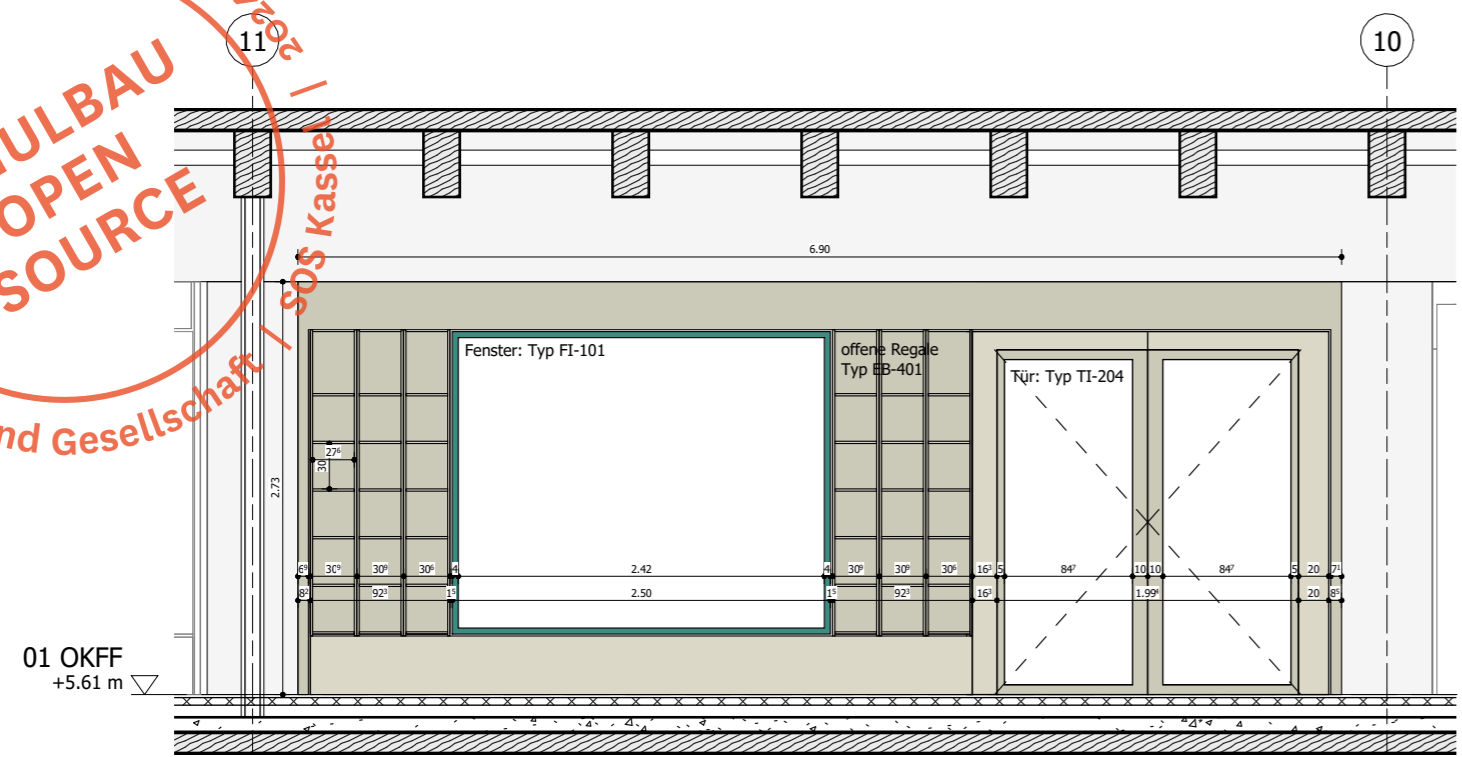 11
10
ULBAU
OPEN
SOURCE
202
| SOS Kassel |
nd Gesellschaft
6.90
Fenster: Typ FI-101
offene Regale
Typ EB-401
Tür: Typ TI-204
27⁶
30
2.73
6⁹ 30⁹ 30⁹ 30⁶ 4 2.42 4 30⁹ 30⁹ 30⁶ 16³ 5 84⁷ 10 10 84⁷ 5 20 7¹
8² 92³ 1⁵ 2.50 1⁵ 92³ 16³ 1.99⁴ 20 8⁵
01 OKFF
+5.61 m